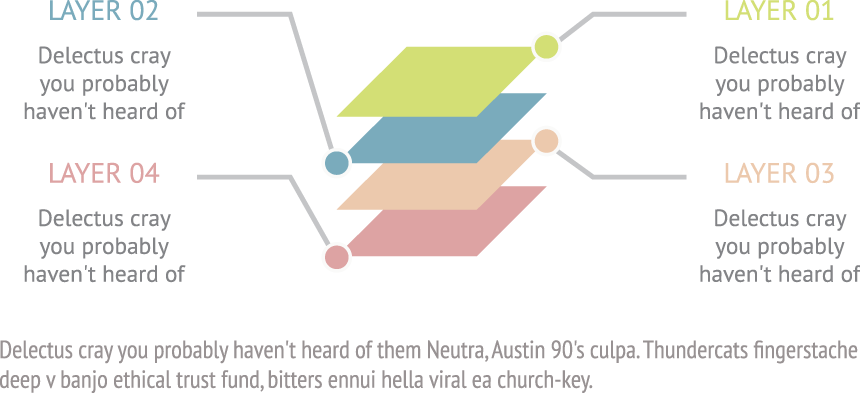 LAYER 02
Delectus cray
you probably
haven't heard of
LAYER 01
Delectus cray
you probably
haven't heard of
LAYER 04
Delectus cray
you probably
haven't heard of
LAYER 03
Delectus cray
you probably
haven't heard of
Delectus cray you probably haven't heard of them Neutra, Austin 90's culpa. Thundercats fingerstache
deep v banjo ethical trust fund, bitters ennui hella viral ea church-key.